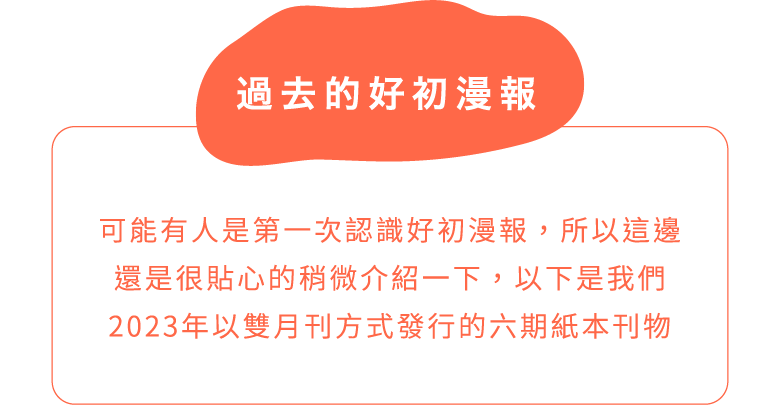 過去的好初漫報
可能有人是第一次認識好初漫報，所以這邊
還是很貼心的稍微介紹一下，以下是我們
2023年以雙月刊方式發行的六期紙本刊物